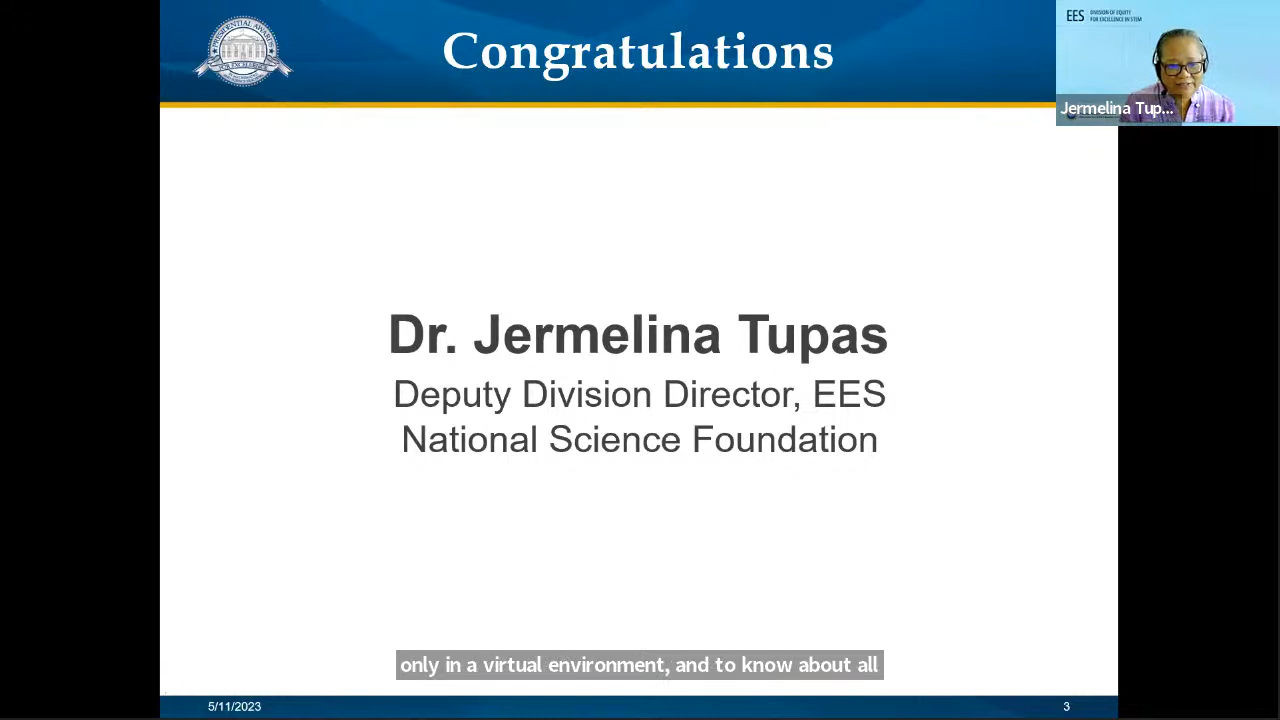 Congratulations
EES DIVISION OF EQUITY
FOR EXCELLENCE IN STEM
Jermelina Tup...
Dr. Jermelina Tupas
Deputy Division Director, EES
National Science Foundation
only in a virtual environment, and to know about all
5/11/2023
3